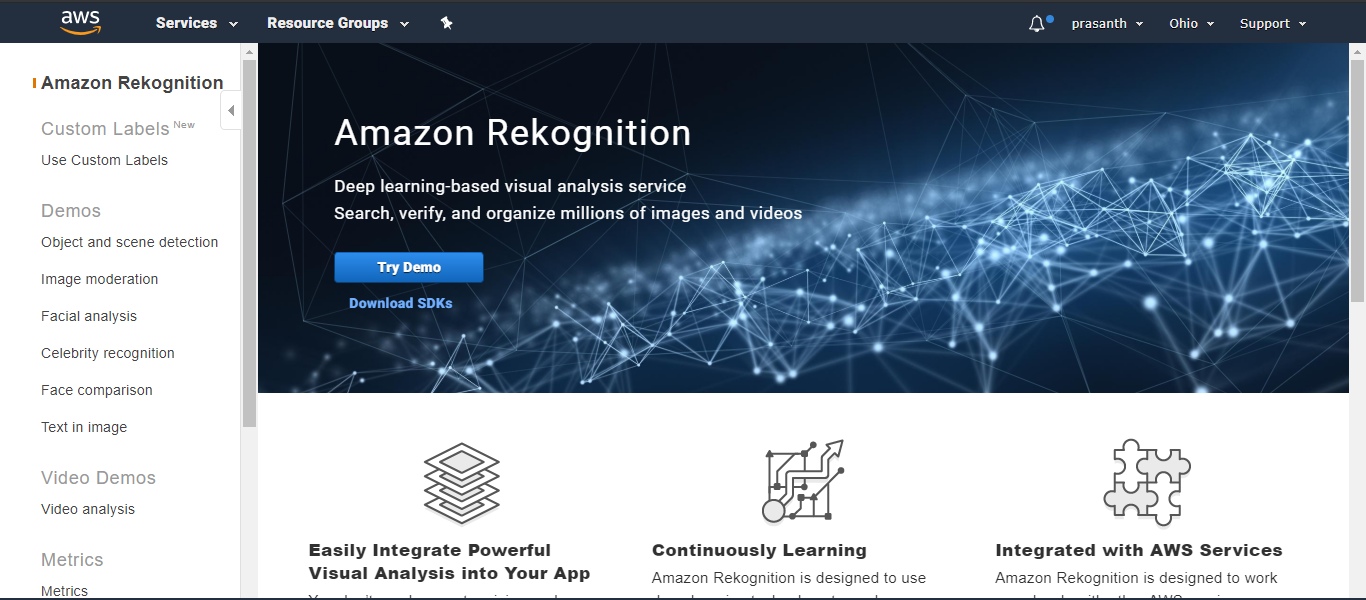 aws
Services
Resource Groups
prasanth
Ohio
Support
Amazon Rekognition
Custom Labels New
Use Custom Labels
Demos
Object and scene detection
Image moderation
Facial analysis
Celebrity recognition
Face comparison
Text in image
Video Demos
Video analysis
Metrics
Metrics
Amazon Rekognition
Deep learning-based visual analysis service
Search, verify, and organize millions of images and videos
Try Demo
Download SDKs
Easily Integrate Powerful
Visual Analysis into Your App
Continuously Learning
Amazon Rekognition is designed to use
Integrated with AWS Services
Amazon Rekognition is designed to work